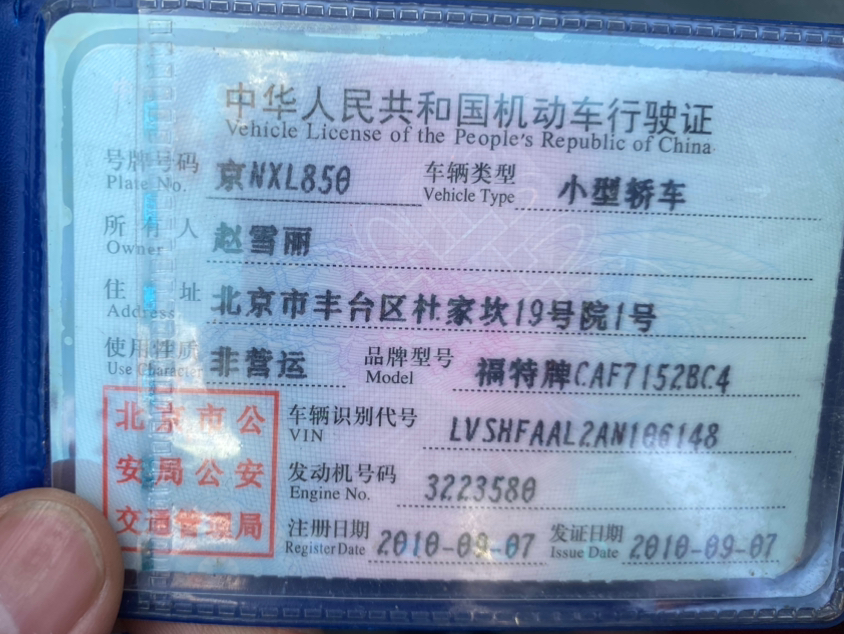 中华人民共和国机动车行驶证
Vehicle License of the People's Republic of China
号牌号码 京NXL850 车辆类型 小型轿车
Plate No. Vehicle Type
所有人 赵雪丽
Owner
住址 北京市丰台区杜家坎19号院1号
Address
使用性质 非营运 品牌型号 福特牌CAF7152BC4
Use Character Model
北京市公
安局公安
交通管理局
车辆识别代号 LVSHFAAL2AN106148
VIN
发动机号码 3223580
Engine No.
注册日期 2010-09-07 发证日期 2010-09-07
Register Date Issue Date